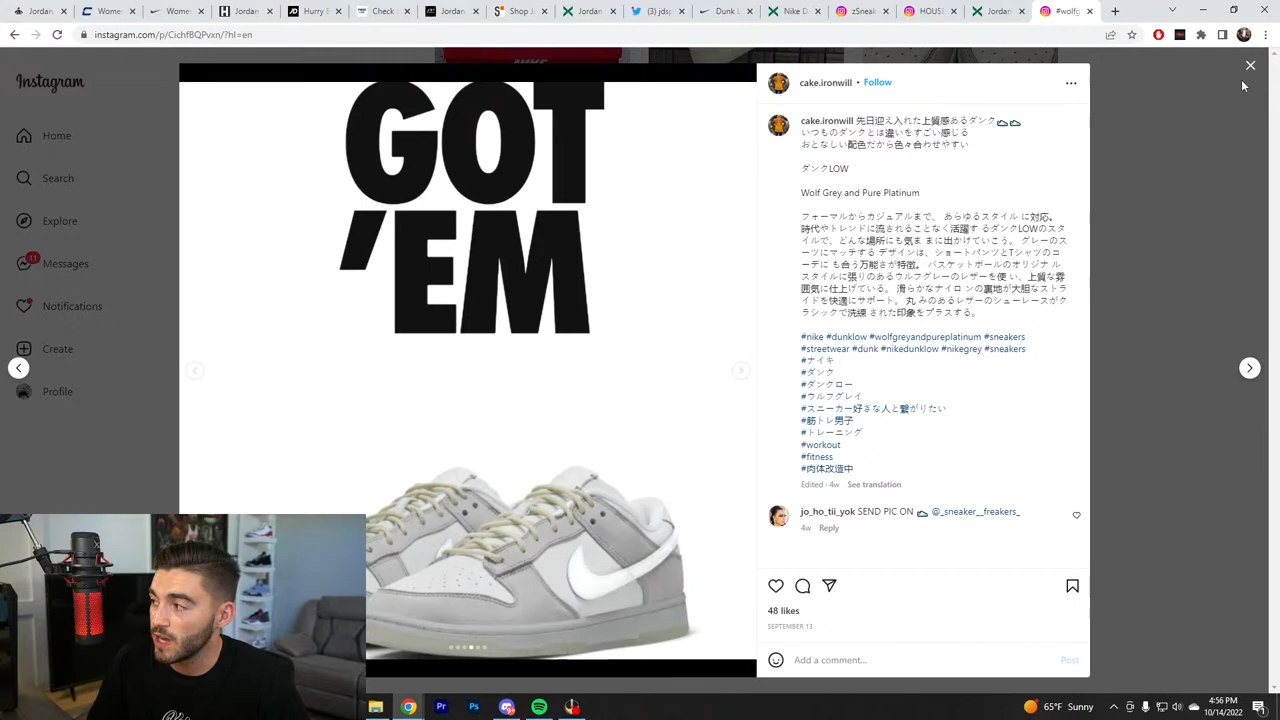 Check
Conve
Jordan
Hurry
Jordan
Shop
Check
Jordan
(3) jds
Dunk L
Nike D
Jordan
HOUS
Jordan
#wolf
instagram.com/p/CichfBQPvxn/?hl=en
Instagram
Home
Search
Explore
11
Messages
Notifications
Create
Profile
GOT
'EM
cake.ironwill • Follow
cake.ironwill 先日迎え入れた上質感あるダンク
いつものダンクとは違いをすごい感じる
おとなしい配色だから色々合わせやすい
ダンクLOW
Wolf Grey and Pure Platinum
フォーマルからカジュアルまで、 あらゆるスタイル に対応。
時代やトレンドに流されることなく活躍す るダンクLOWのスタ
イルで、どんな場所にも気ま まに出かけていこう。 グレーのス
ーツにマッチする デザインは、ショートパンツとTシャツのコ
ーデに も合う万能さが特徴。 バスケットボールのオリジナ ル
スタイルに張りのあるウルフグレーのレザーを使 い、上質な雰
囲気に仕上げている。 滑らかなナイロ ンの裏地が大胆なストラ
イドを快適にサポート。 丸 みのあるレザーのシューレースがク
ラシックで洗練 された印象をプラスする。
#nike #dunklow #wolfgreyandpureplatinum #sneakers
#streetwear #dunk #nikedunklow #nikegrey #sneakers
#ナイキ
#ダンク
#ダンクロー
#ウルフグレイ
#スニーカー好きな人と繋がりたい
#筋トレ男子
#トレーニング
#workout
#fitness
#肉体改造中
Edited · 4w See translation
jo_ho_tii_yok SEND PIC ON @_sneaker__freakers_
4w Reply
48 likes
SEPTEMBER 13
Add a comment...
Post
65°F Sunny
4:56 PM
10/14/2022